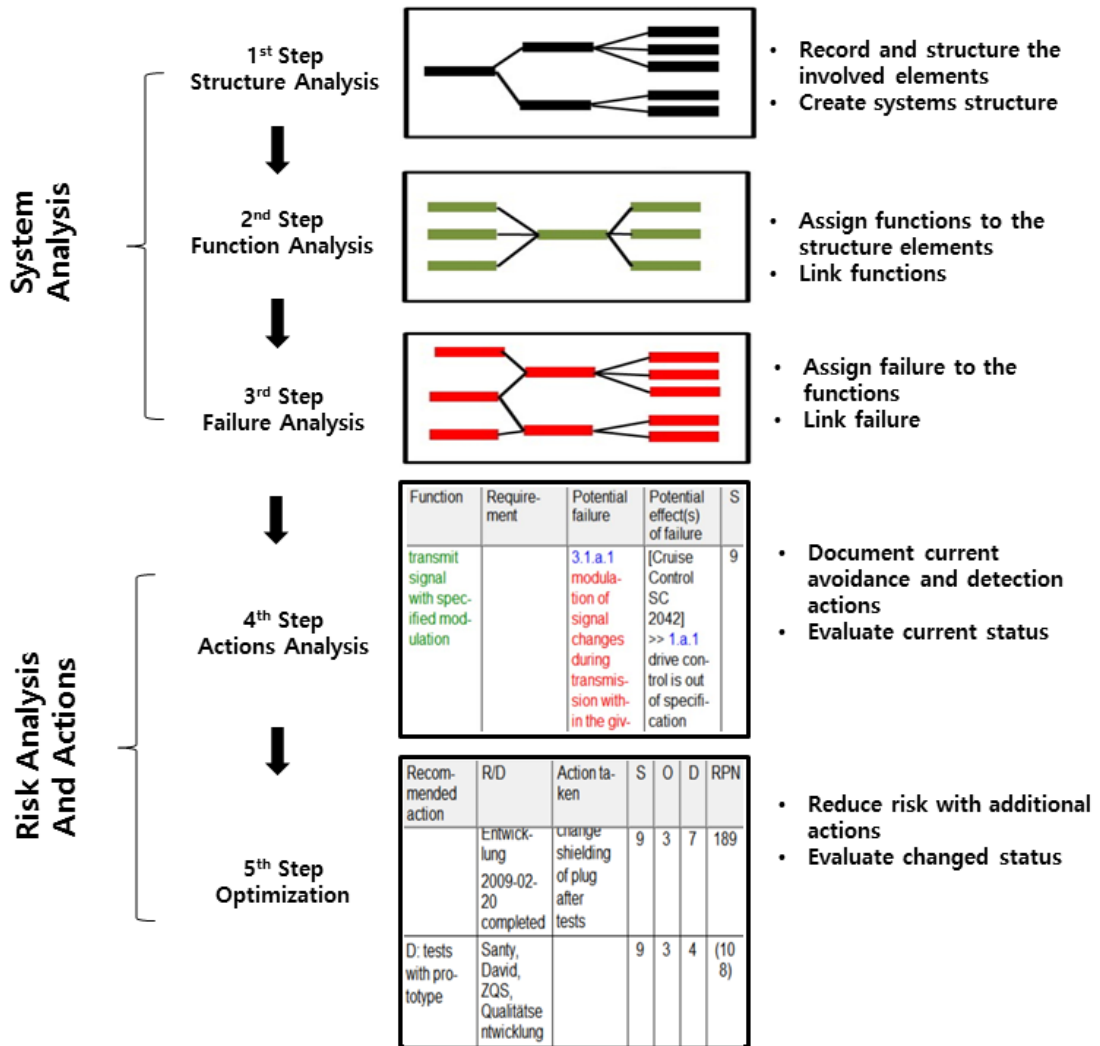 System
Analysis
1st Step
Structure Analysis
• Record and structure the
involved elements
• Create systems structure
2nd Step
Function Analysis
• Assign functions to the
structure elements
• Link functions
3rd Step
Failure Analysis
• Assign failure to the
functions
• Link failure
Risk Analysis
And Actions
4th Step
Actions Analysis
Function
Require-
ment
Potential
failure
Potential
effect(s)
of failure
S
transmit
signal
with spec-
ified mod-
ulation
3.1.a.1
modula-
tion of
signal
changes
during
transmis-
sion with-
in the giv-
[Cruise
Control
SC
2042]
>> 1.a.1
drive con-
trol is out
of specifi-
cation
9
• Document current
avoidance and detection
actions
• Evaluate current status
5th Step
Optimization
Recom-
mended
action
R/D
Action ta-
ken
S
O
D
RPN
Entwick-
lung
2009-02-
20
completed
change
shielding
of plug
after
tests
9
3
7
189
D: tests
with pro-
totype
Santy,
David,
ZQS,
Qualitätse
ntwicklung
9
3
4
(10
8)
• Reduce risk with additional
actions
• Evaluate changed status